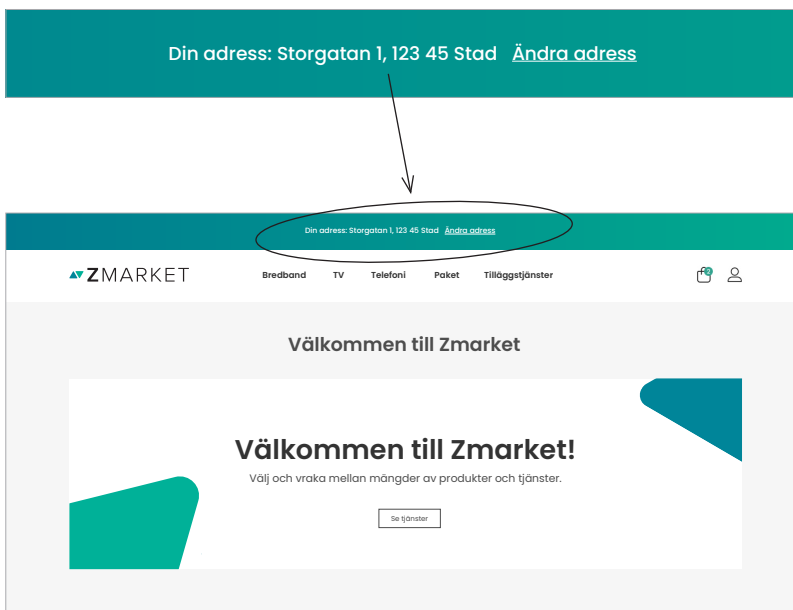 Din adress: Storgatan 1, 123 45 Stad Ändra adress
Din adress: Storgatan 1, 123 45 Stad Ändra adress
ZMARKET Bredband TV Telefoni Paket Tilläggstjänster 2
Välkommen till Zmarket
Välkommen till Zmarket!
Välj och vraka mellan mängder av produkter och tjänster.
Se tjänster